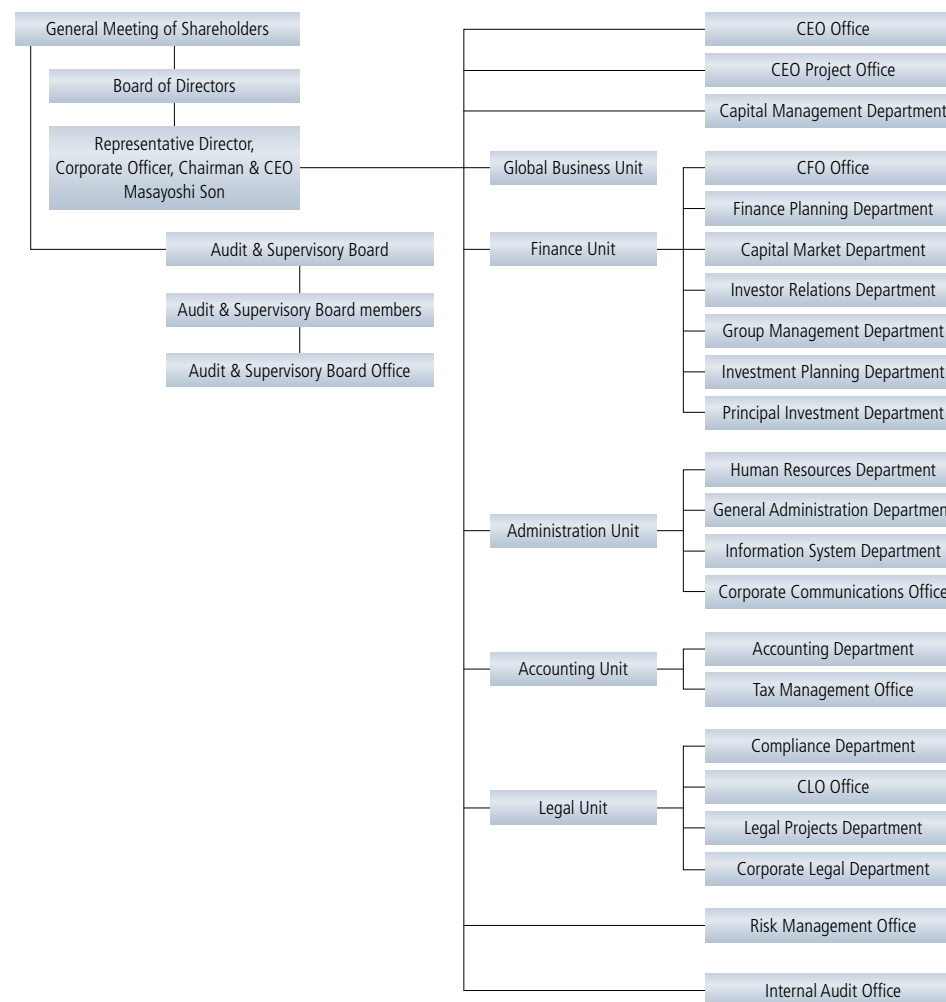 General Meeting of Shareholders
Board of Directors
Representative Director,
Corporate Officer, Chairman & CEO
Masayoshi Son
Audit & Supervisory Board
Audit & Supervisory Board members
Audit & Supervisory Board Office
CEO Office
CEO Project Office
Capital Management Department
Global Business Unit
Finance Unit
CFO Office
Finance Planning Department
Capital Market Department
Investor Relations Department
Group Management Department
Investment Planning Department
Principal Investment Department
Administration Unit
Human Resources Department
General Administration Departmen
Information System Department
Corporate Communications Office
Accounting Unit
Accounting Department
Tax Management Office
Legal Unit
Compliance Department
CLO Office
Legal Projects Department
Corporate Legal Department
Risk Management Office
Internal Audit Office